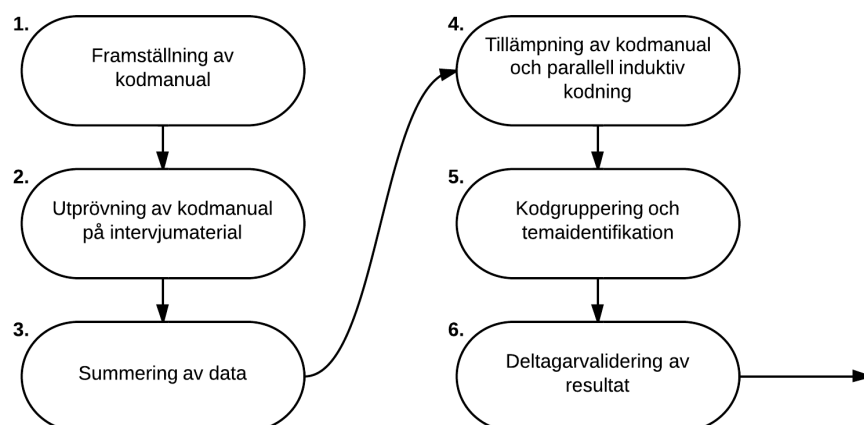 1.
Framställning av
kodmanual
2.
Utprövning av kodmanual
på intervjumaterial
3.
Summering av data
4.
Tillämpning av kodmanual
och parallell induktiv
kodning
5.
Kodgruppering och
temaidentifikation
6.
Deltagarvalidering av
resultat